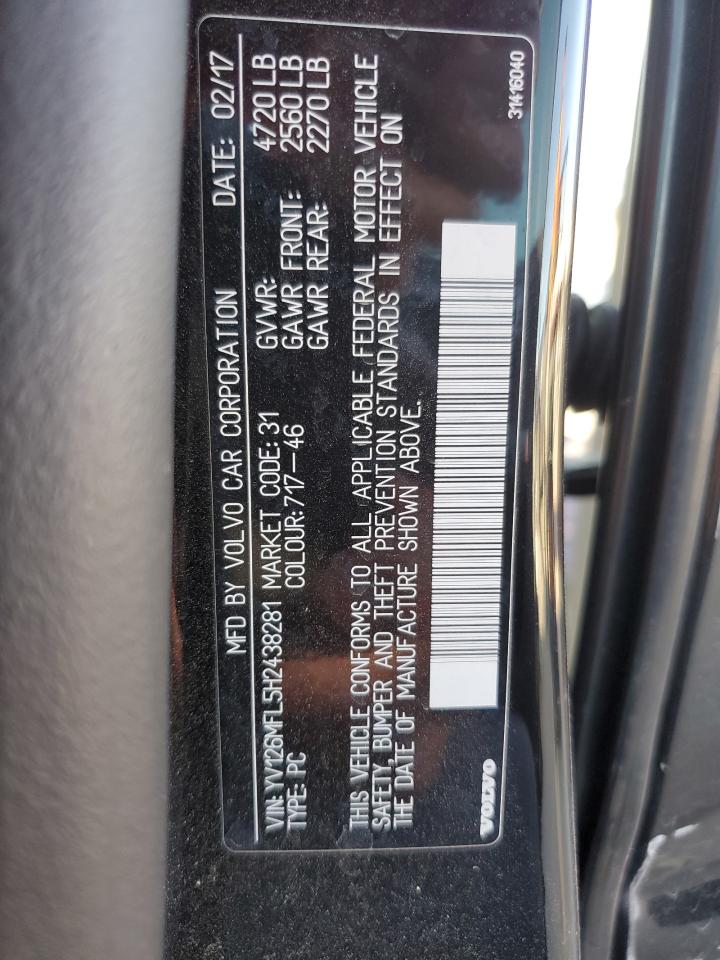 MFD BY VOLVO CAR CORPORATION DATE: 02/17
VIN: YV126MFL5H2438281 MARKET CODE: 31 GVWR: 4720 LB
TYPE: PC COLOUR: 717-46 GAWR FRONT: 2560 LB
GAWR REAR: 2270 LB
THIS VEHICLE CONFORMS TO ALL APPLICABLE FEDERAL MOTOR VEHICLE
SAFETY, BUMPER AND THEFT PREVENTION STANDARDS IN EFFECT ON
THE DATE OF MANUFACTURE SHOWN ABOVE.
VOLVO 31416040